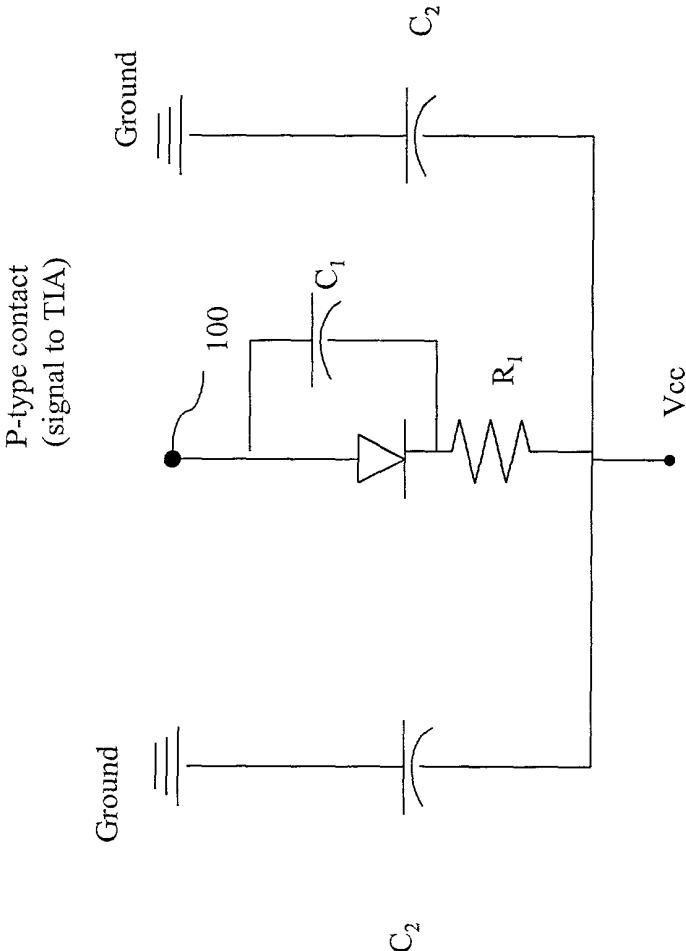 P-type contact
(signal to TIA)
Ground
Ground
100
C₁
C₂
C₂
R₁
Vcc